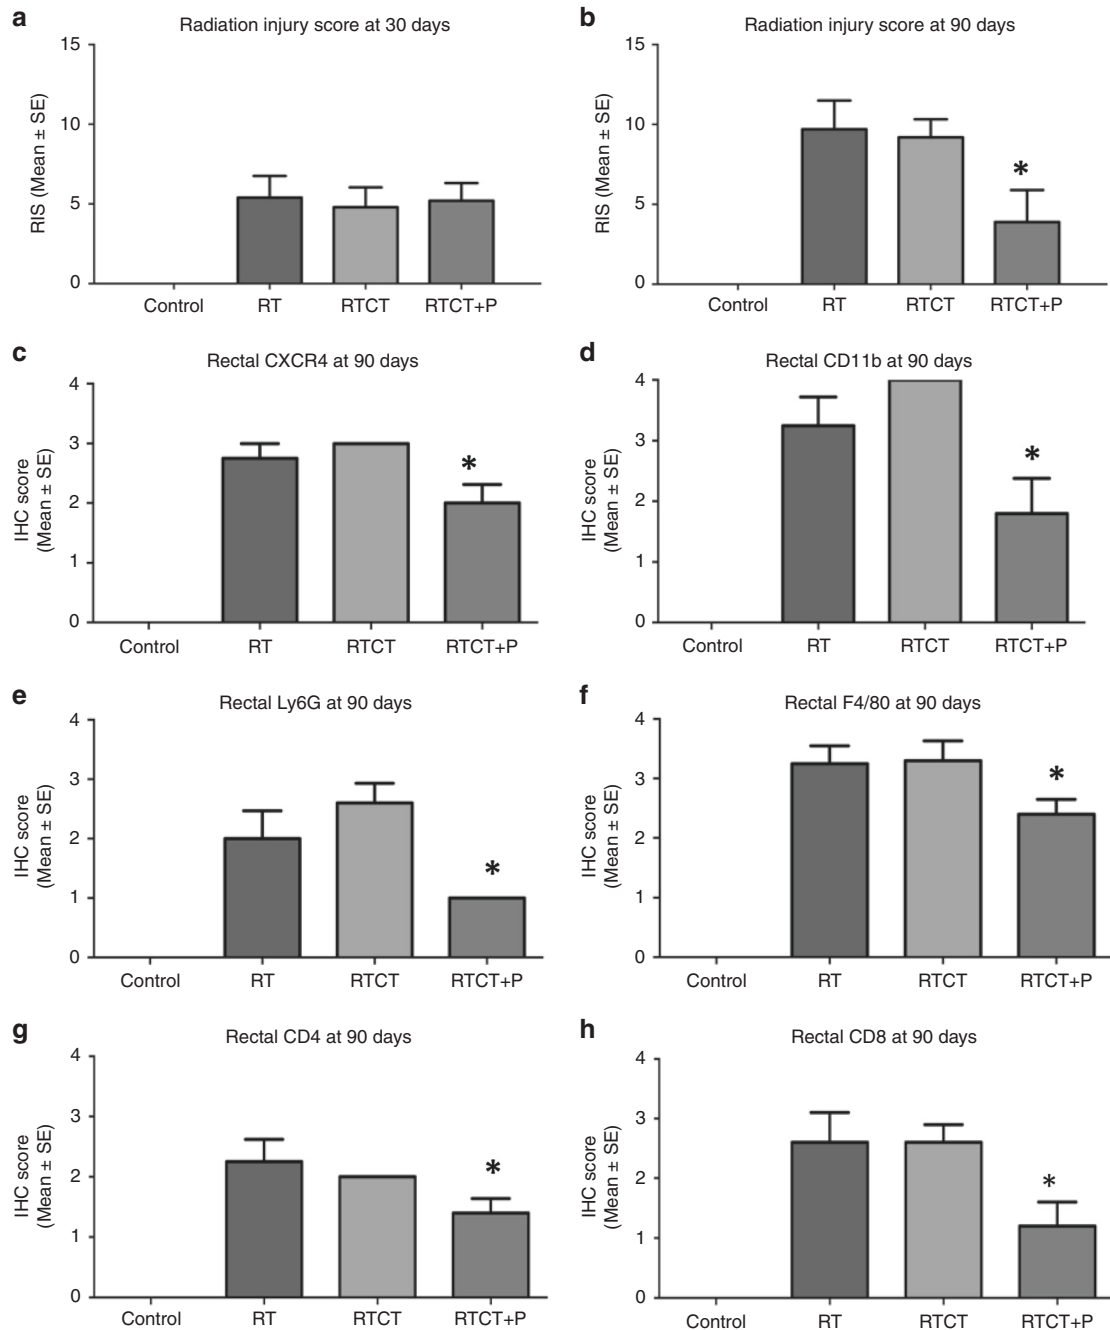 a
Radiation injury score at 30 days
15
10
5
0
RIS (Mean ± SE)
Control RT RTCT RTCT+P
b
Radiation injury score at 90 days
15
10
5
0
RIS (Mean ± SE)
*
Control RT RTCT RTCT+P
c
Rectal CXCR4 at 90 days
4
3
2
1
0
IHC score
(Mean ± SE)
*
Control RT RTCT RTCT+P
d
Rectal CD11b at 90 days
4
3
2
1
0
IHC score
(Mean ± SE)
*
Control RT RTCT RTCT+P
e
Rectal Ly6G at 90 days
4
3
2
1
0
IHC score
(Mean ± SE)
*
Control RT RTCT RTCT+P
f
Rectal F4/80 at 90 days
4
3
2
1
0
IHC score
(Mean ± SE)
*
Control RT RTCT RTCT+P
g
Rectal CD4 at 90 days
4
3
2
1
0
IHC score
(Mean ± SE)
*
Control RT RTCT RTCT+P
h
Rectal CD8 at 90 days
4
3
2
1
0
IHC score
(Mean ± SE)
*
Control RT RTCT RTCT+P